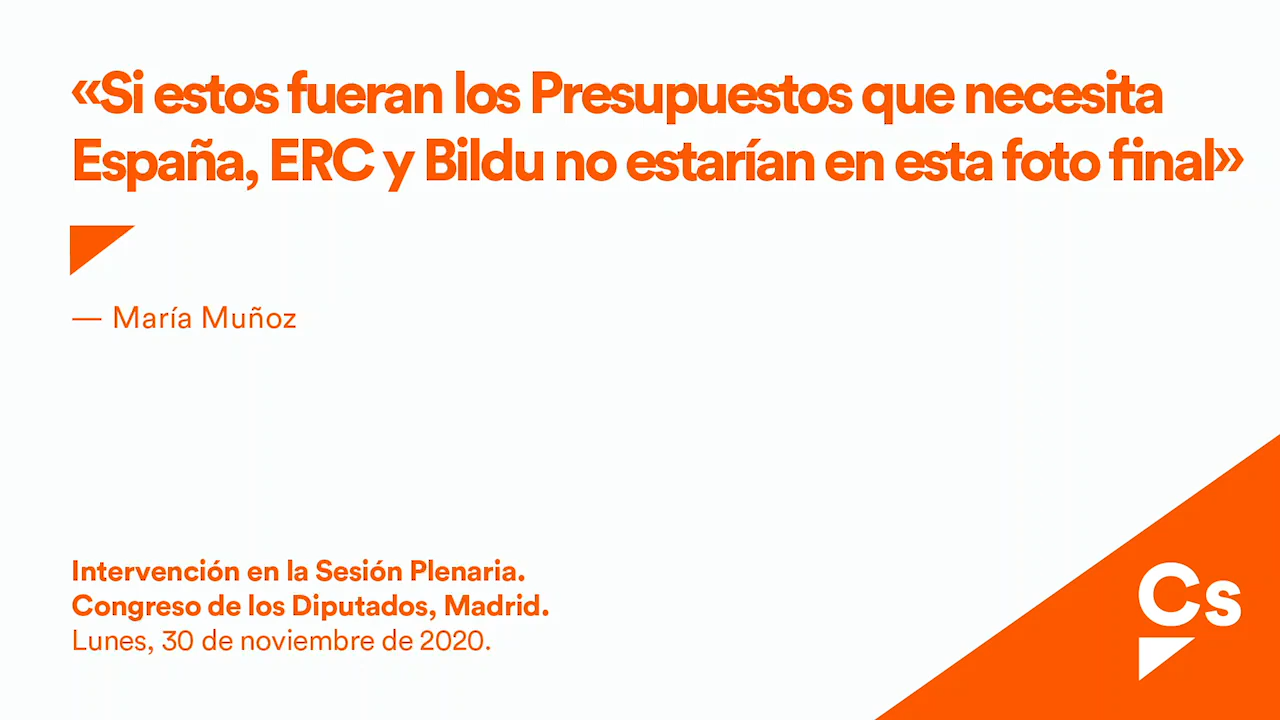 «Si estos fueran los Presupuestos que necesita
España, ERC y Bildu no estarían en esta foto final»
— María Muñoz
Intervención en la Sesión Plenaria.
Congreso de los Diputados, Madrid.
Lunes, 30 de noviembre de 2020.
Cs